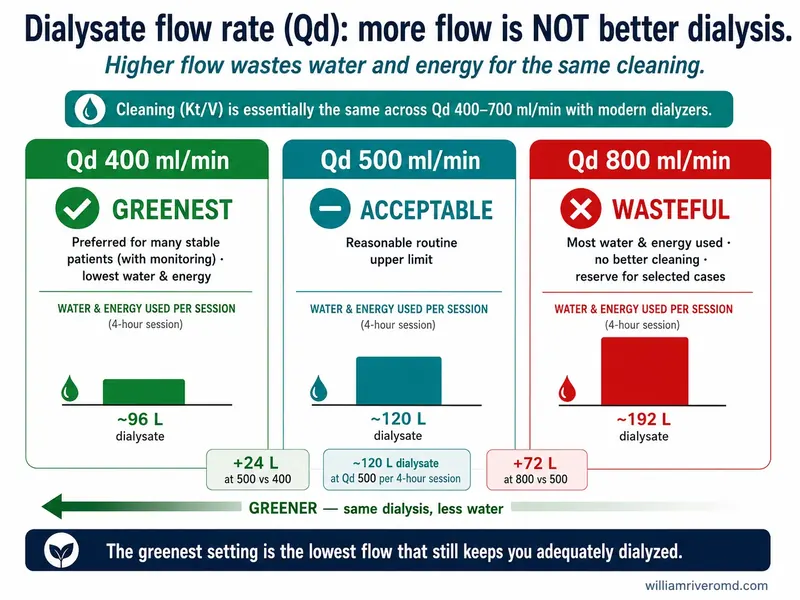 Dialysate flow rate (Qd): more flow is NOT better dialysis.
Higher flow wastes water and energy for the same cleaning.
Cleaning (Kt/V) is essentially the same across Qd 400–700 ml/min with modern dialyzers.
Qd 400 ml/min
GREENEST
Preferred for many stable
patients (with monitoring) ·
lowest water & energy
WATER & ENERGY USED PER SESSION
(4-hour session)
~96 L
dialysate
Qd 500 ml/min
ACCEPTABLE
Reasonable routine
upper limit
WATER & ENERGY USED PER SESSION
(4-hour session)
~120 L
dialysate
Qd 800 ml/min
WASTEFUL
Most water & energy used ·
no better cleaning ·
reserve for selected cases
WATER & ENERGY USED PER SESSION
(4-hour session)
~192 L
dialysate
+24 L
at 500 vs 400
~120 L dialysate
at Qd 500 per 4-hour session
+72 L
at 800 vs 500
GREENER — same dialysis, less water
The greenest setting is the lowest flow that still keeps you adequately dialyzed.
williamriveromd.com